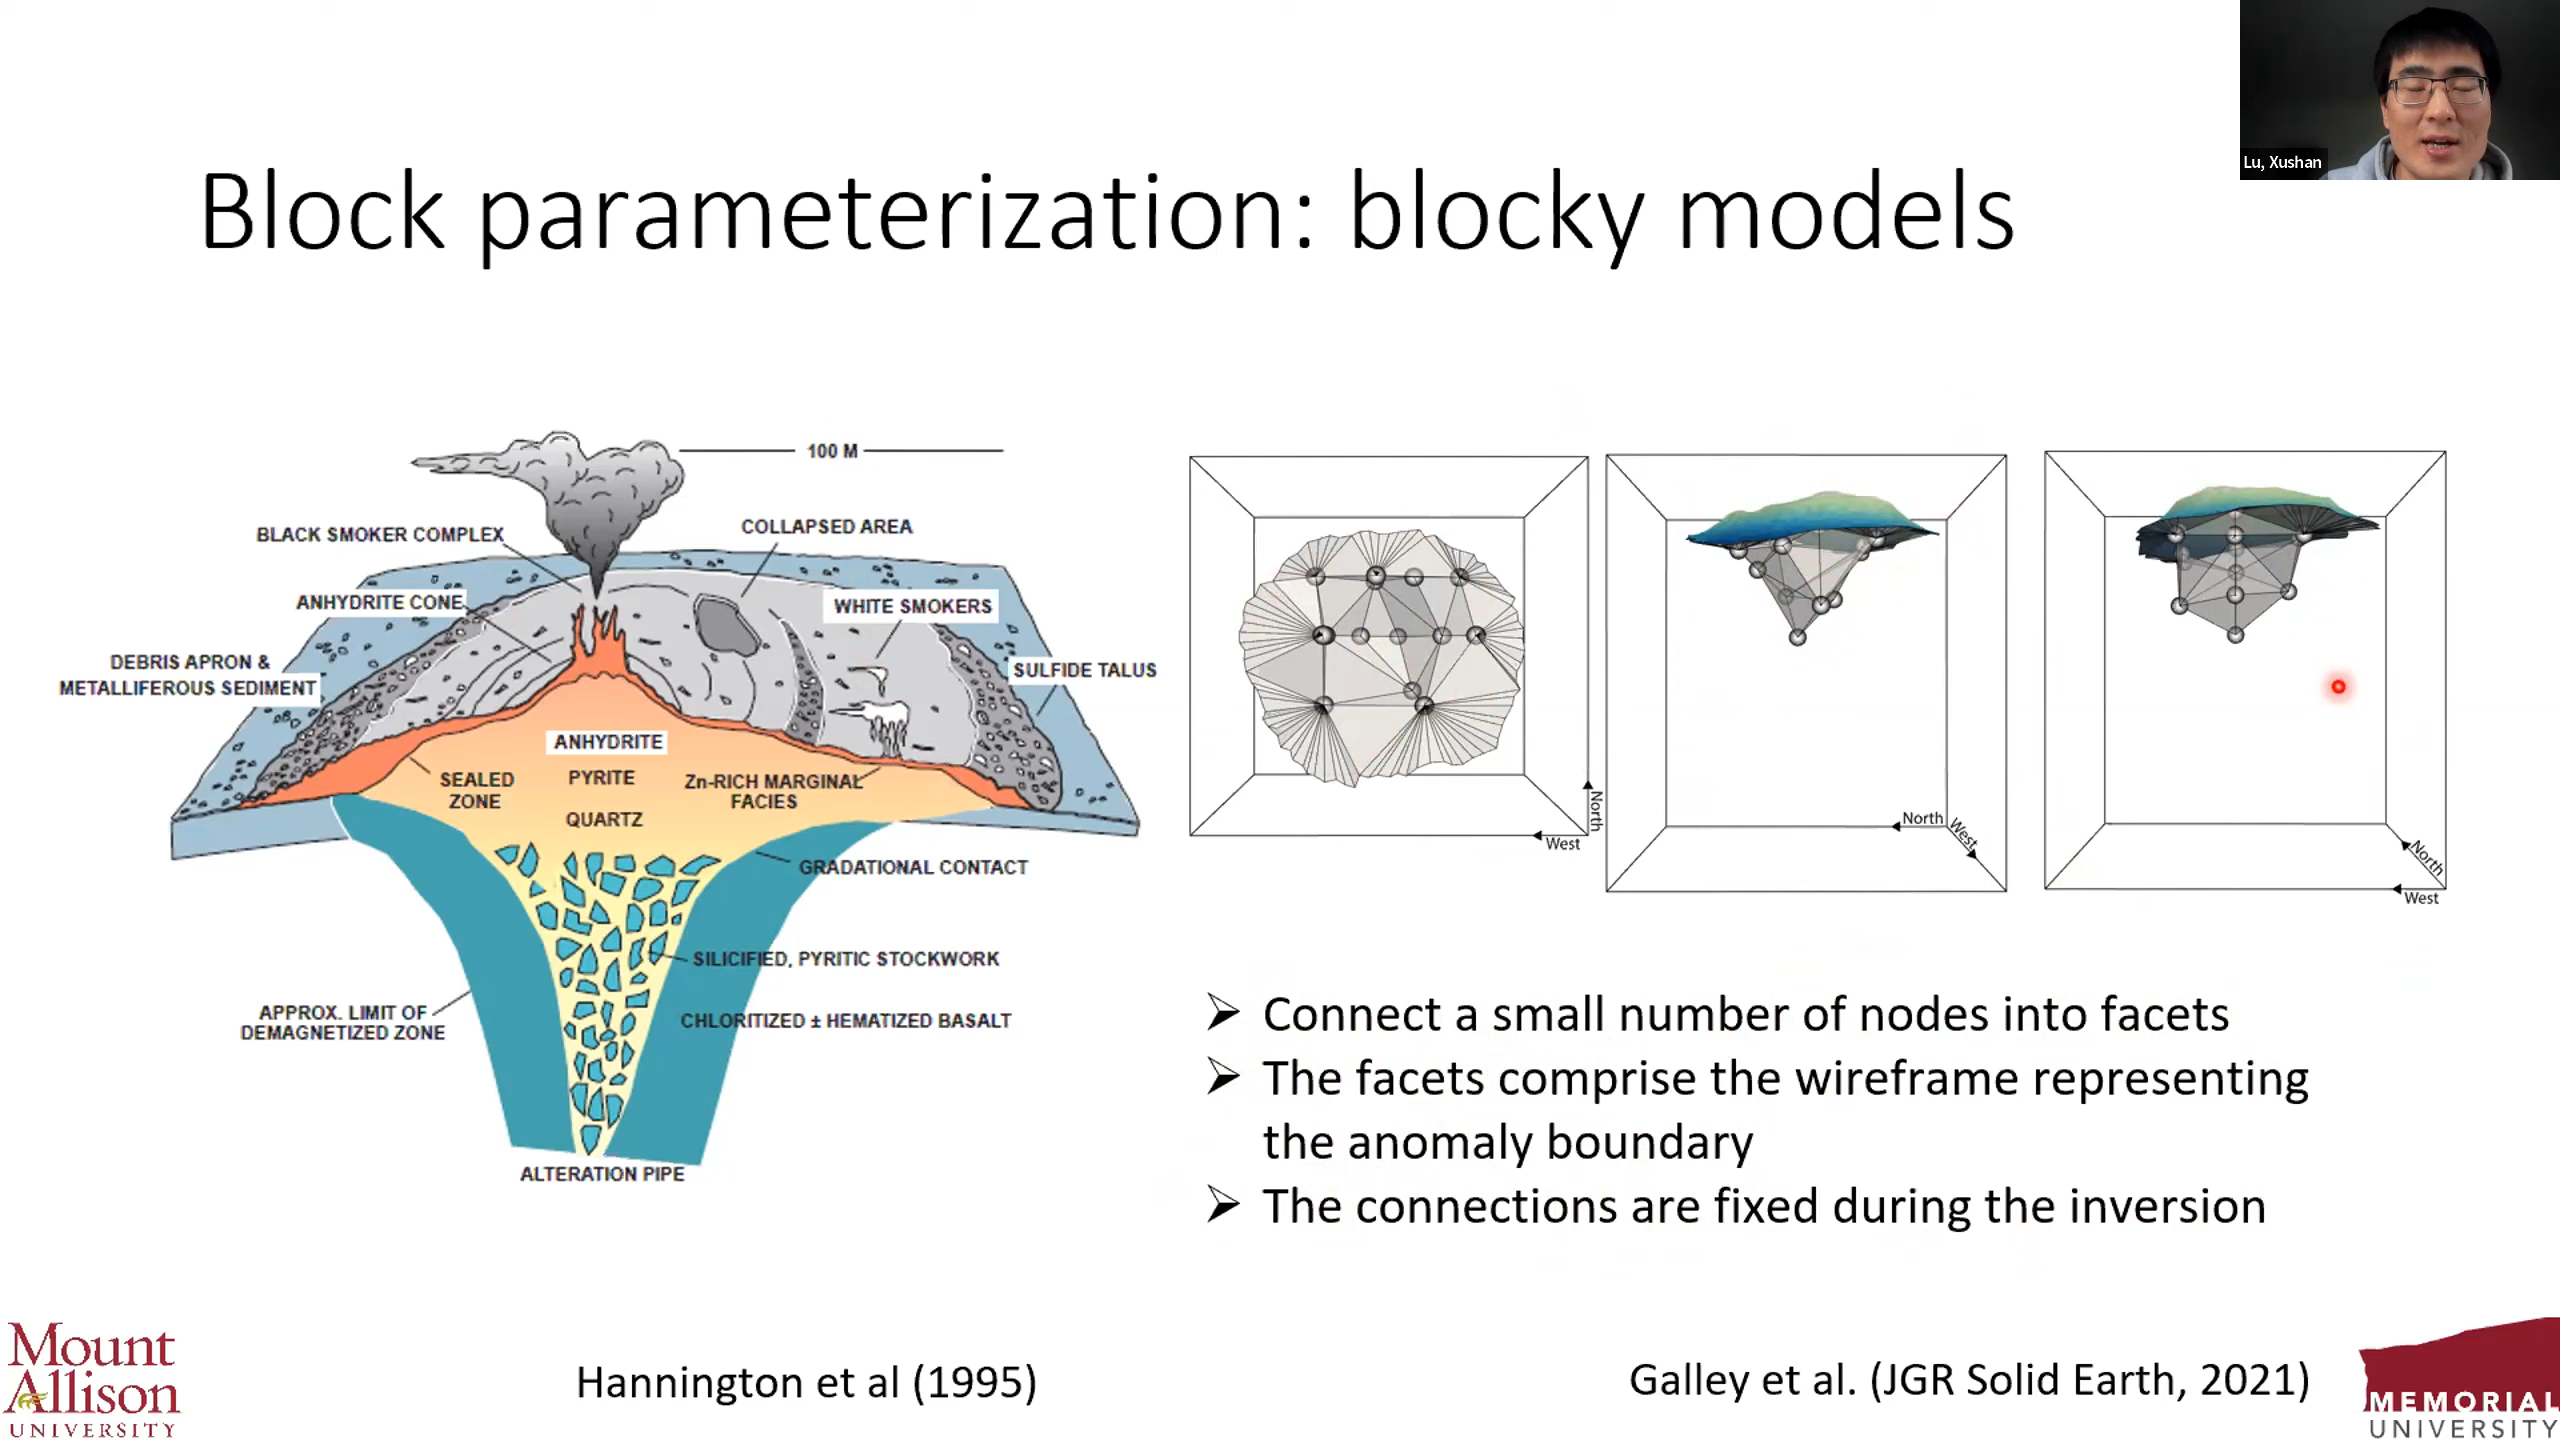 Lu, Xushan
Block parameterization: blocky models
100 M
BLACK SMOKER COMPLEX
COLLAPSED AREA
ANHYDRITE CONE
WHITE SMOKERS
DEBRIS APRON &
METALLIFEROUS SEDIMENT
SULFIDE TALUS
ANHYDRITE
PYRITE
QUARTZ
SEALED
ZONE
Zn-RICH MARGINAL
FACIES
GRADATIONAL CONTACT
SILICIFIED, PYRITIC STOCKWORK
APPROX. LIMIT OF
DEMAGNETIZED ZONE
CHLORITIZED ± HEMATIZED BASALT
ALTERATION PIPE
North
West
North
West
North
West
Connect a small number of nodes into facets
The facets comprise the wireframe representing
the anomaly boundary
The connections are fixed during the inversion
Mount
Allison
UNIVERSITY
Hannington et al (1995)
Galley et al. (JGR Solid Earth, 2021)
MEMORIAL
UNIVERSITY